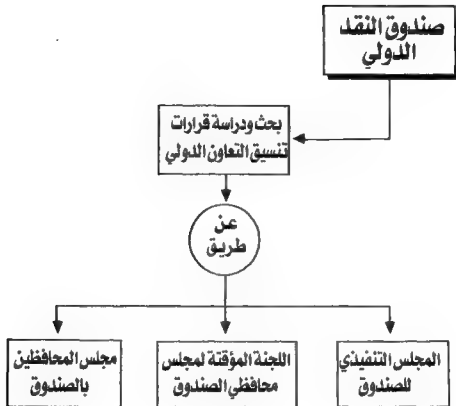 صندوق النقد
الدولي
بحث ودراسة قرارات
تنسيق التعاون الدولي
عن
طريق
المجلس التنفيذي
للصندوق
اللجنة المؤقتة لمجلس
محافظي الصندوق
مجلس المحافظين
بالصندوق